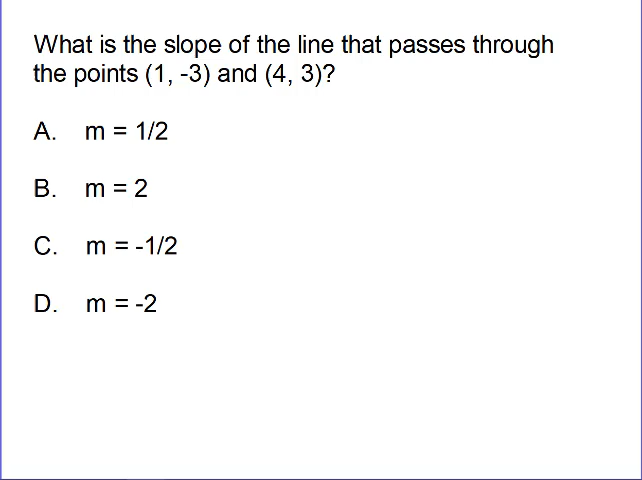 What is the slope of the line that passes through
the points (1, -3) and (4, 3)?
A. m = 1/2
B. m = 2
C. m = -1/2
D. m = -2